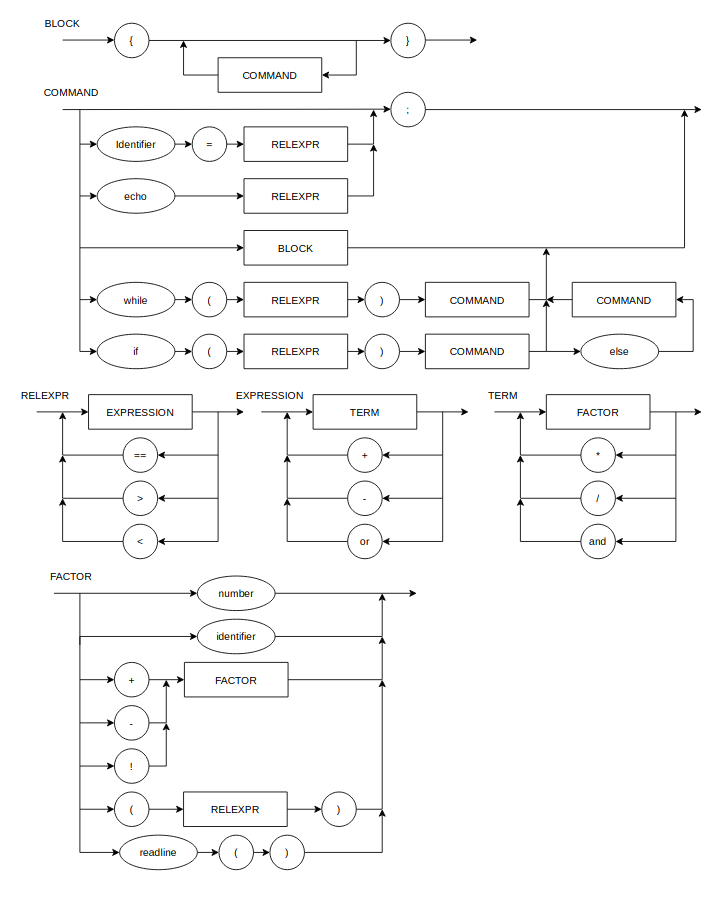 BLOCK
{ }
COMMAND
COMMAND
;
Identifier = RELEXPR
echo RELEXPR
BLOCK
while ( RELEXPR ) COMMAND COMMAND
if ( RELEXPR ) COMMAND else
RELEXPR EXPRESSION TERM
EXPRESSION TERM FACTOR
== + *
> - /
< or and
FACTOR
number
identifier
+ FACTOR
-
!
( RELEXPR )
readline ( )